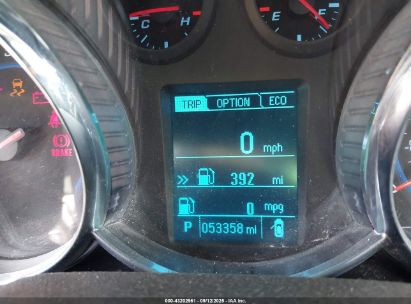 C H
E F
TRIP OPTION ECO
0 mph
392 mi
0 mpg
P 053358 mi
BRAKE